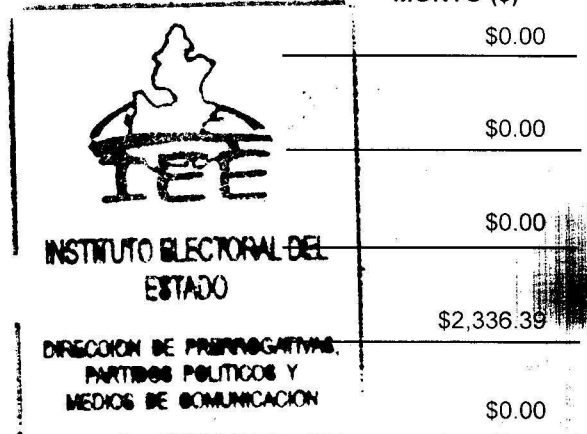 MONTO ($)
$0.00
$0.00
$0.00
$2,336.39
$0.00
IEE
INSTITUTO ELECTORAL DEL
ESTADO
DIRECCION DE PRERROGATIVAS,
PARTIDOS POLITICOS Y
MEDIOS DE COMUNICACION